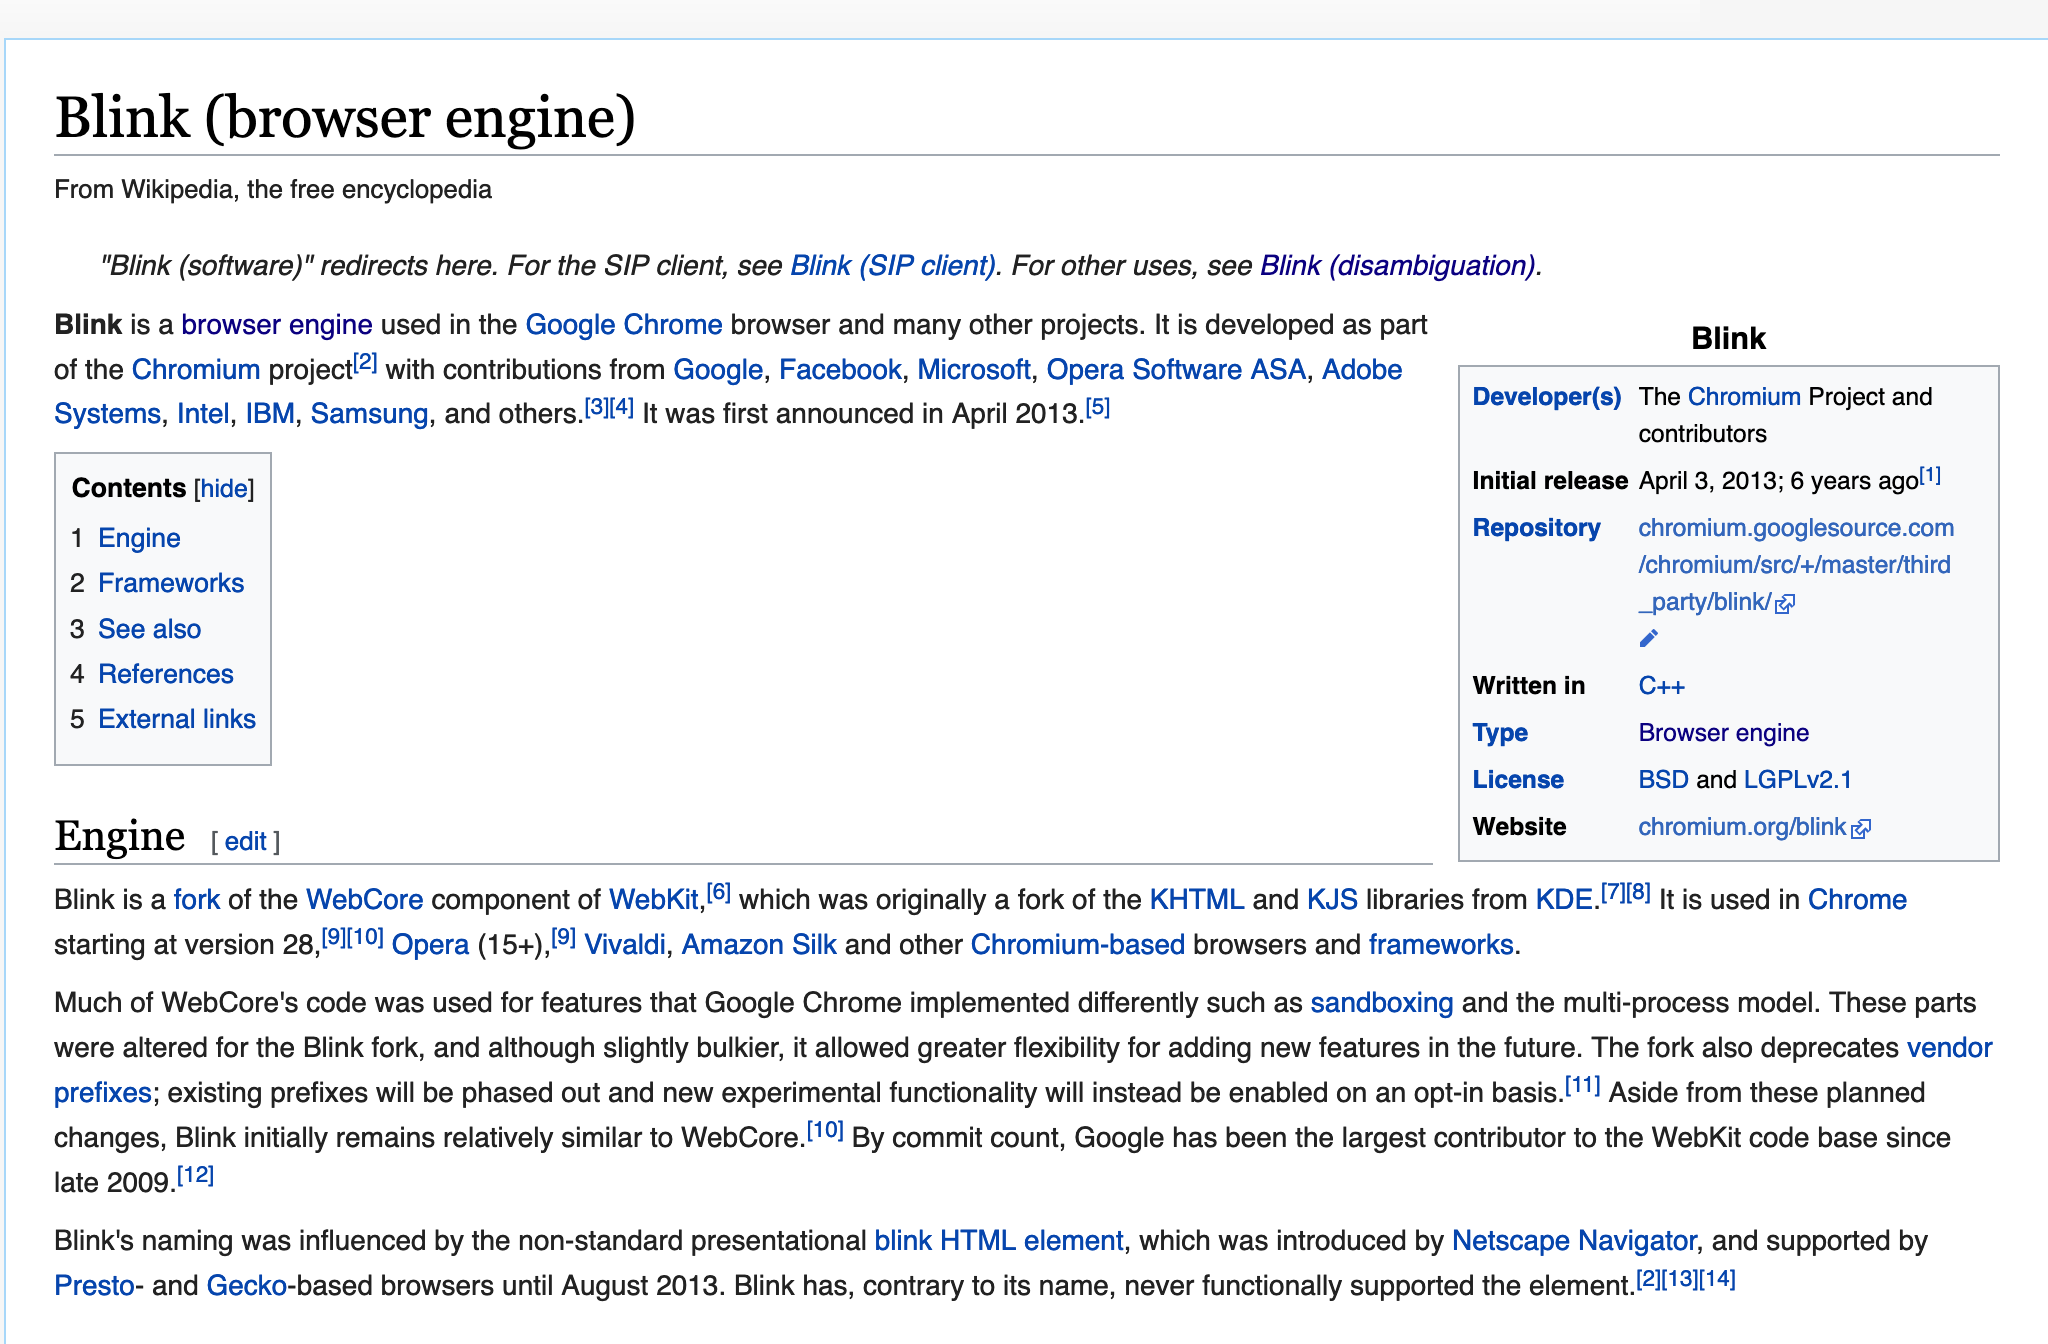 Blink (browser engine)
From Wikipedia, the free encyclopedia
"Blink (software)" redirects here. For the SIP client, see Blink (SIP client). For other uses, see Blink (disambiguation).
Blink is a browser engine used in the Google Chrome browser and many other projects. It is developed as part
of the Chromium project[2] with contributions from Google, Facebook, Microsoft, Opera Software ASA, Adobe
Systems, Intel, IBM, Samsung, and others.[3][4] It was first announced in April 2013.[5]
Blink
Developer(s) The Chromium Project and
contributors
Initial release April 3, 2013; 6 years ago[1]
Repository chromium.googlesource.com
/chromium/src/+/master/third
_party/blink/
Written in C++
Type Browser engine
License BSD and LGPLv2.1
Website chromium.org/blink
Contents [hide]
1 Engine
2 Frameworks
3 See also
4 References
5 External links
Engine [ edit ]
Blink is a fork of the WebCore component of WebKit,[6] which was originally a fork of the KHTML and KJS libraries from KDE.[7][8] It is used in Chrome
starting at version 28,[9][10] Opera (15+),[9] Vivaldi, Amazon Silk and other Chromium-based browsers and frameworks.
Much of WebCore's code was used for features that Google Chrome implemented differently such as sandboxing and the multi-process model. These parts
were altered for the Blink fork, and although slightly bulkier, it allowed greater flexibility for adding new features in the future. The fork also deprecates vendor
prefixes; existing prefixes will be phased out and new experimental functionality will instead be enabled on an opt-in basis.[11] Aside from these planned
changes, Blink initially remains relatively similar to WebCore.[10] By commit count, Google has been the largest contributor to the WebKit code base since
late 2009.[12]
Blink's naming was influenced by the non-standard presentational blink HTML element, which was introduced by Netscape Navigator, and supported by
Presto- and Gecko-based browsers until August 2013. Blink has, contrary to its name, never functionally supported the element.[2][13][14]